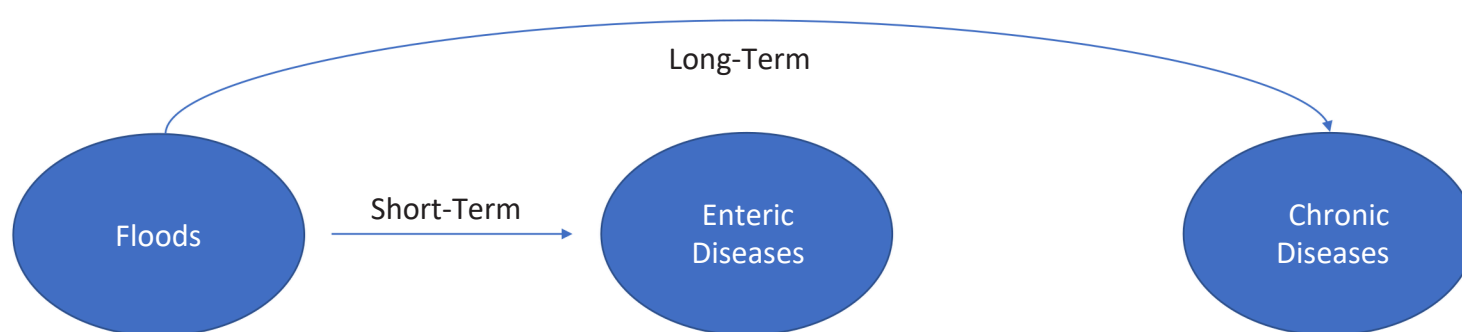 Long-Term
Short-Term
Floods
Enteric
Diseases
Chronic
Diseases